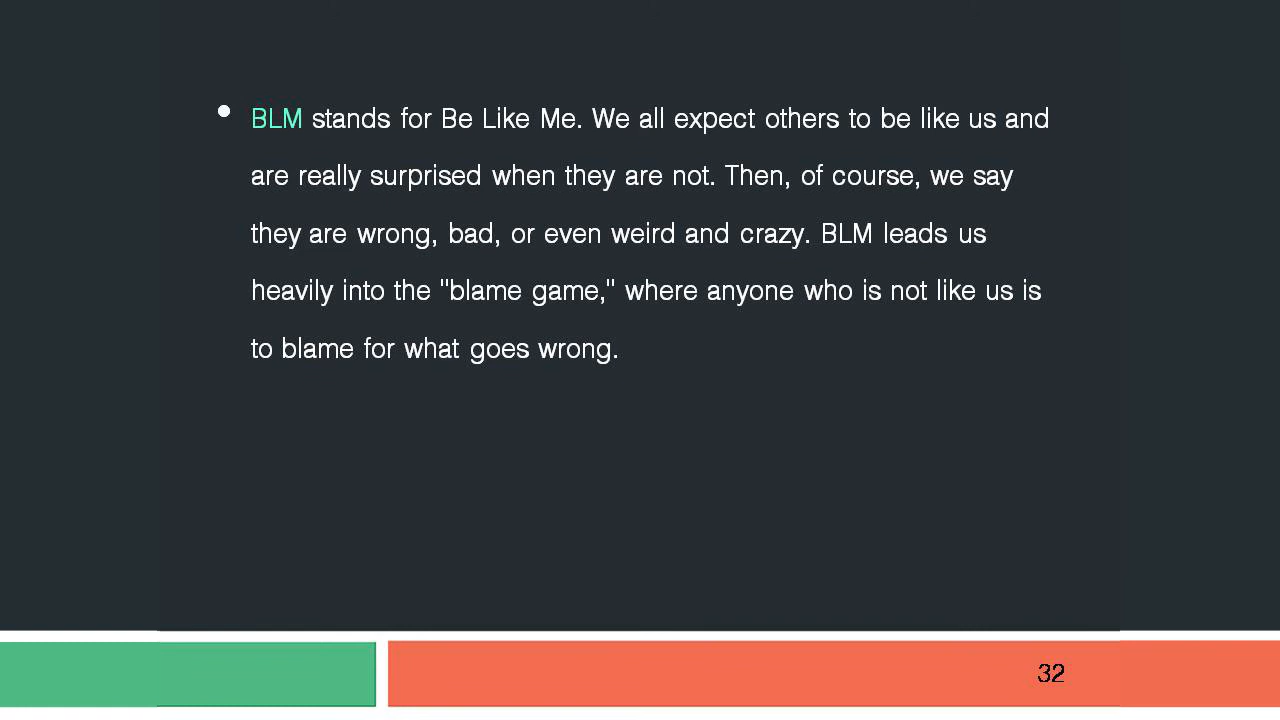 • BLM stands for Be Like Me. We all expect others to be like us and
are really surprised when they are not. Then, of course, we say
they are wrong, bad, or even weird and crazy. BLM leads us
heavily into the "blame game," where anyone who is not like us is
to blame for what goes wrong.
32